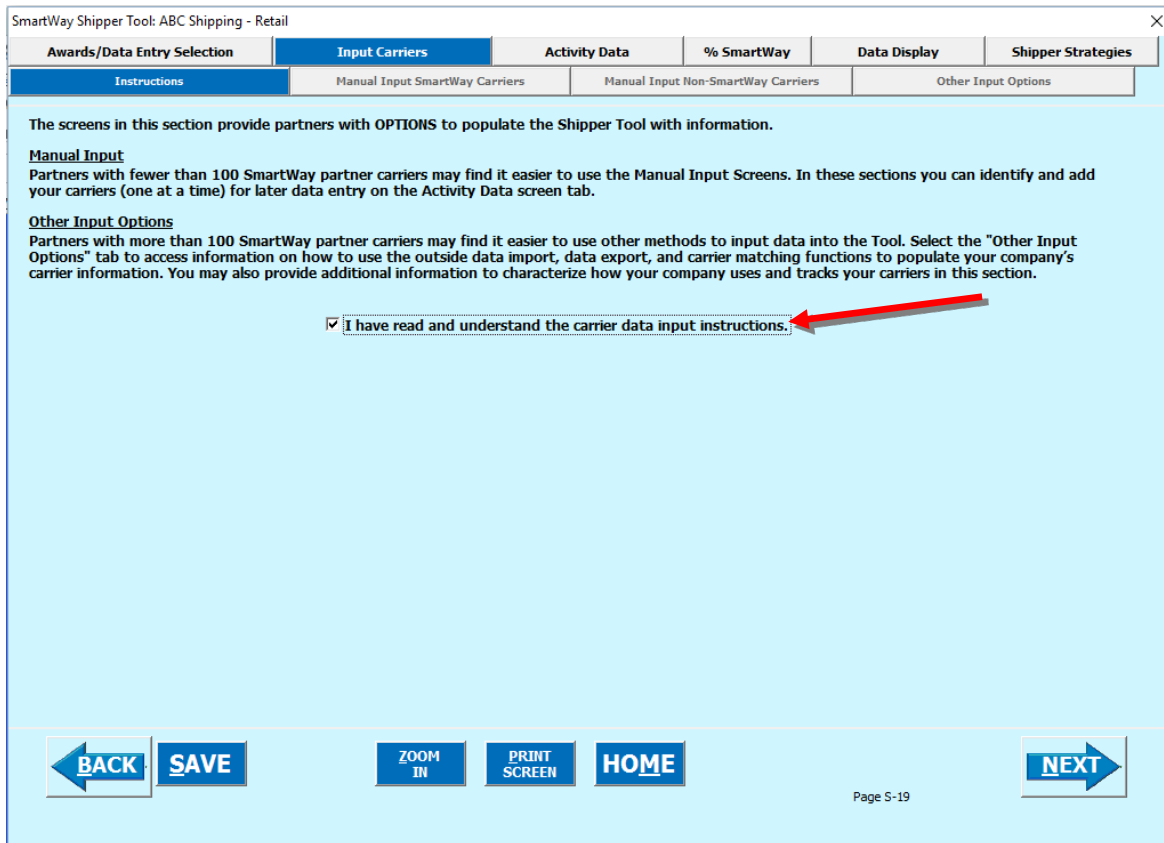 SmartWay Shipper Tool: ABC Shipping - Retail
Awards/Data Entry Selection Input Carriers Activity Data % SmartWay Data Display Shipper Strategies
Instructions Manual Input SmartWay Carriers Manual Input Non-SmartWay Carriers Other Input Options
The screens in this section provide partners with OPTIONS to populate the Shipper Tool with information.
Manual Input
Partners with fewer than 100 SmartWay partner carriers may find it easier to use the Manual Input Screens. In these sections you can identify and add
your carriers (one at a time) for later data entry on the Activity Data screen tab.
Other Input Options
Partners with more than 100 SmartWay partner carriers may find it easier to use other methods to input data into the Tool. Select the "Other Input
Options" tab to access information on how to use the outside data import, data export, and carrier matching functions to populate your company's
carrier information. You may also provide additional information to characterize how your company uses and tracks your carriers in this section.
I have read and understand the carrier data input instructions.
BACK SAVE ZOOM IN PRINT SCREEN HOME NEXT
Page S-19